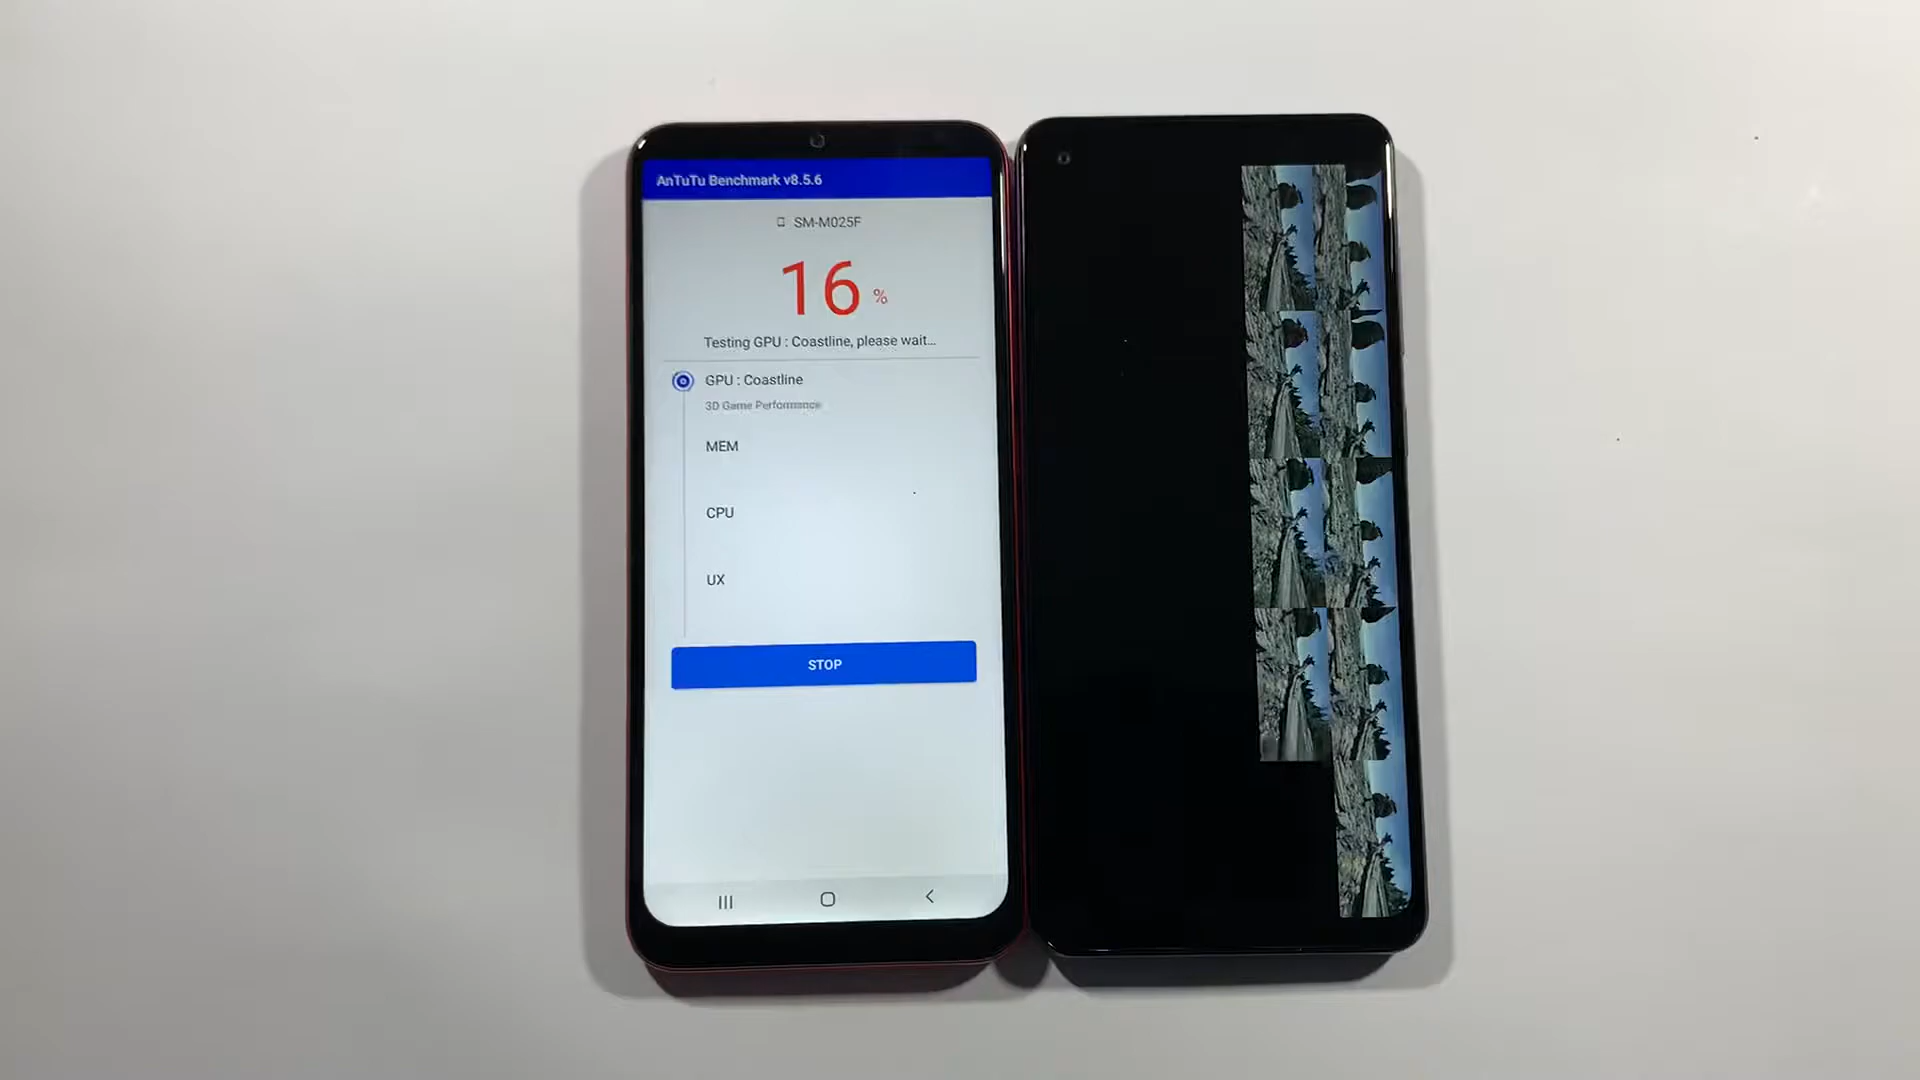 AnTuTu Benchmark v8.5.6
SM-M025F
16 %
Testing GPU : Coastline, please wait...
GPU : Coastline
3D Game Performance
MEM
CPU
UX
STOP